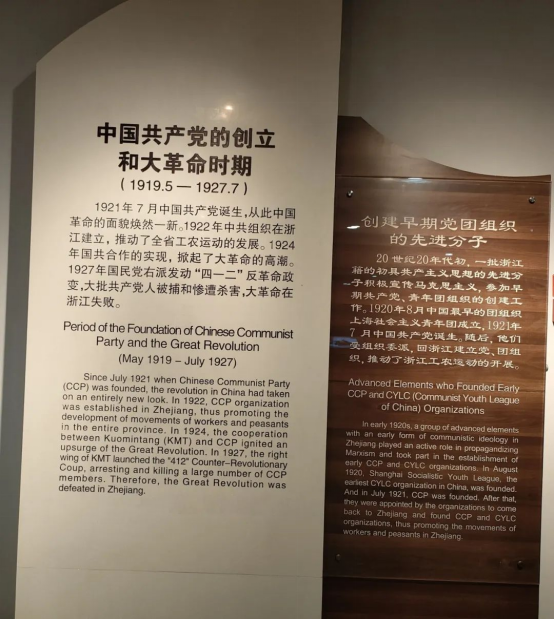 中国共产党的创立
和大革命时期
(1919.5 — 1927.7)
1921年7月中国共产党诞生，从此中国
革命的面貌焕然一新。1922年中共组织在浙
江建立，推动了全省工农运动的发展。1924
年国共合作的实现，掀起了大革命的高潮。
1927年国民党右派发动“四一二”反革命政
变，大批共产党人被捕和惨遭杀害，大革命在
浙江失败。
Period of the Foundation of Chinese Communist
Party and the Great Revolution
(May 1919 – July 1927)
Since July 1921 when Chinese Communist Party
(CCP) was founded, the revolution in China had taken
on an entirely new look. In 1922, CCP organization
was established in Zhejiang, thus promoting the
development of movements of workers and peasants
in the entire province. In 1924, the cooperation
between Kuomintang (KMT) and CCP ignited an
upsurge of the Great Revolution. In 1927, the right
wing of KMT launched the "412" Counter-Revolutionary
Coup, arresting and killing a large number of CCP
members. Therefore, the Great Revolution was
defeated in Zhejiang.
创建早期党团组织
的先进分子
20世纪20年代初，一批浙江
籍的初具共产主义思想的先进分
子积极宣传马克思主义，参加早
期共产党、青年团组织的创建工
作。1920年8月中国最早的团组织
上海社会主义青年团成立，1921年
7月中国共产党诞生。随后，他们
受组织委派，回浙江建立党、团组
织，推动了浙江工农运动的开展。
Advanced Elements who Founded Early
CCP and CYLC (Communist Youth League
of China) Organizations
In early 1920s, a group of advanced elements
with an early form of communistic ideology in
Zhejiang played an active role in propagandizing
Marxism and took part in the establishment of
early CCP and CYLC organizations. In August
1920, Shanghai Socialistic Youth League, the
earliest CYLC organization in China, was founded.
And in July 1921, CCP was founded. After that,
they were appointed by the organizations to come
back to Zhejiang and found CCP and CYLC
organizations, thus promoting the movements of
workers and peasants in Zhejiang.